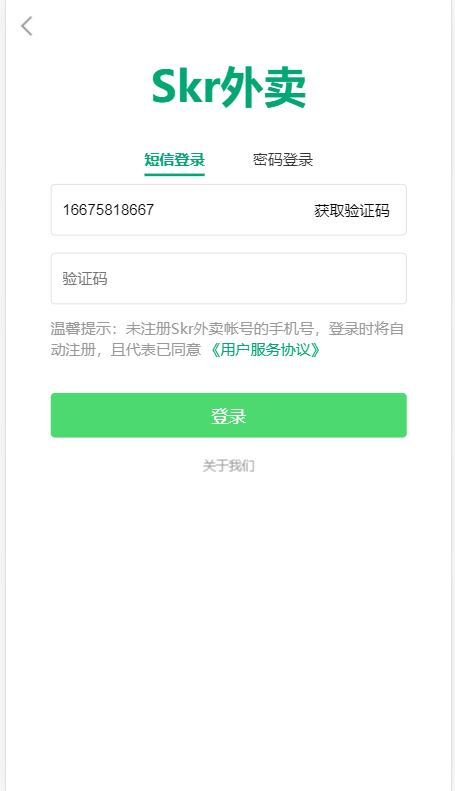 Skr外卖
短信登录 密码登录
16675818667 获取验证码
验证码
温馨提示：未注册Skr外卖帐号的手机号，登录时将自
动注册，且代表已同意 《用户服务协议》
登录
关于我们